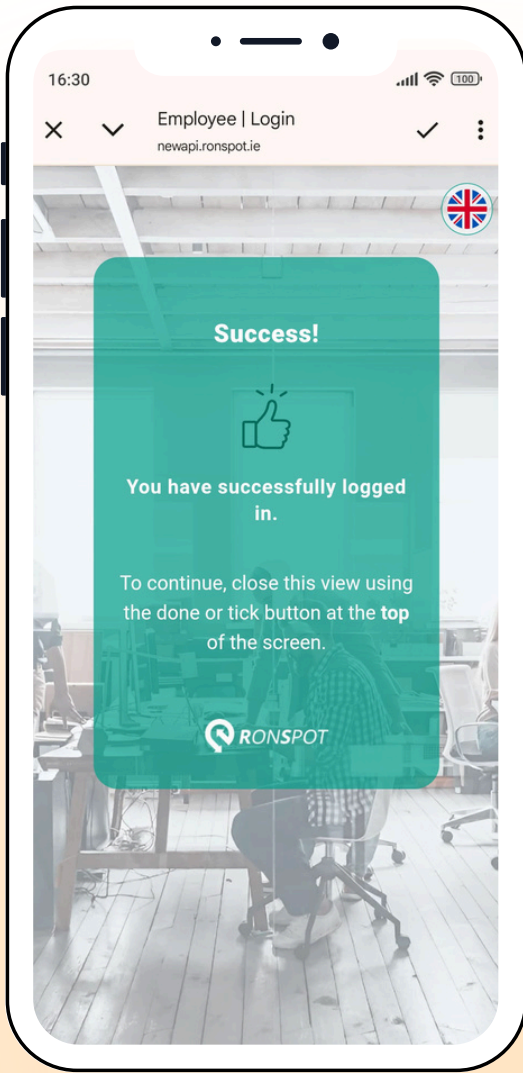 16:30
100
Employee | Login
newapi.ronspot.ie
Success!
You have successfully logged
in.
To continue, close this view using
the done or tick button at the top
of the screen.
RONSPOT